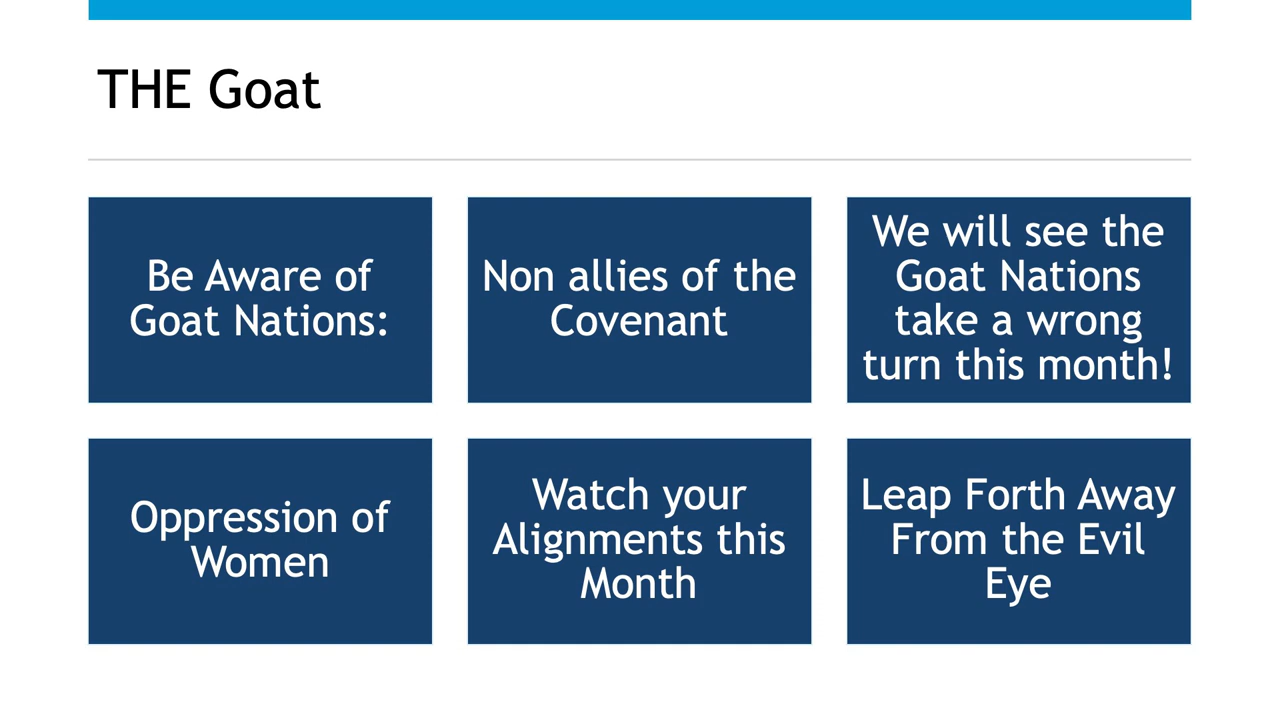 THE Goat
Be Aware of
Goat Nations:
Non allies of the
Covenant
We will see the
Goat Nations
take a wrong
turn this month!
Oppression of
Women
Watch your
Alignments this
Month
Leap Forth Away
From the Evil
Eye